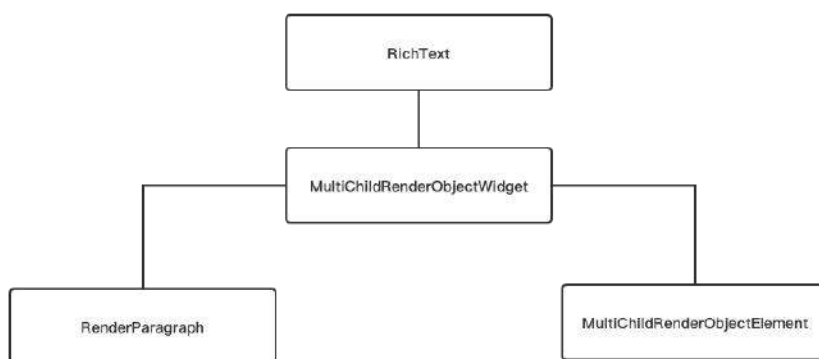 RichText
MultiChildRenderObjectWidget
RenderParagraph
MultiChildRenderObjectElement